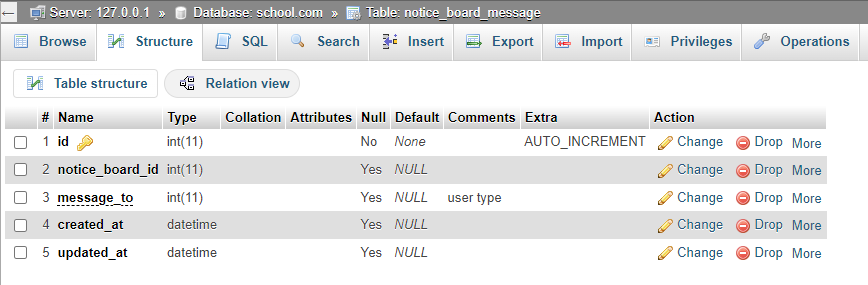 ← Server: 127.0.0.1 » Database: school.com » Table: notice_board_message
Browse Structure SQL Search Insert Export Import Privileges Operations
Table structure Relation view
# Name Type Collation Attributes Null Default Comments Extra Action
1 id int(11) No None AUTO_INCREMENT Change Drop More
2 notice_board_id int(11) Yes NULL Change Drop More
3 message_to int(11) Yes NULL user type Change Drop More
4 created_at datetime Yes NULL Change Drop More
5 updated_at datetime Yes NULL Change Drop More